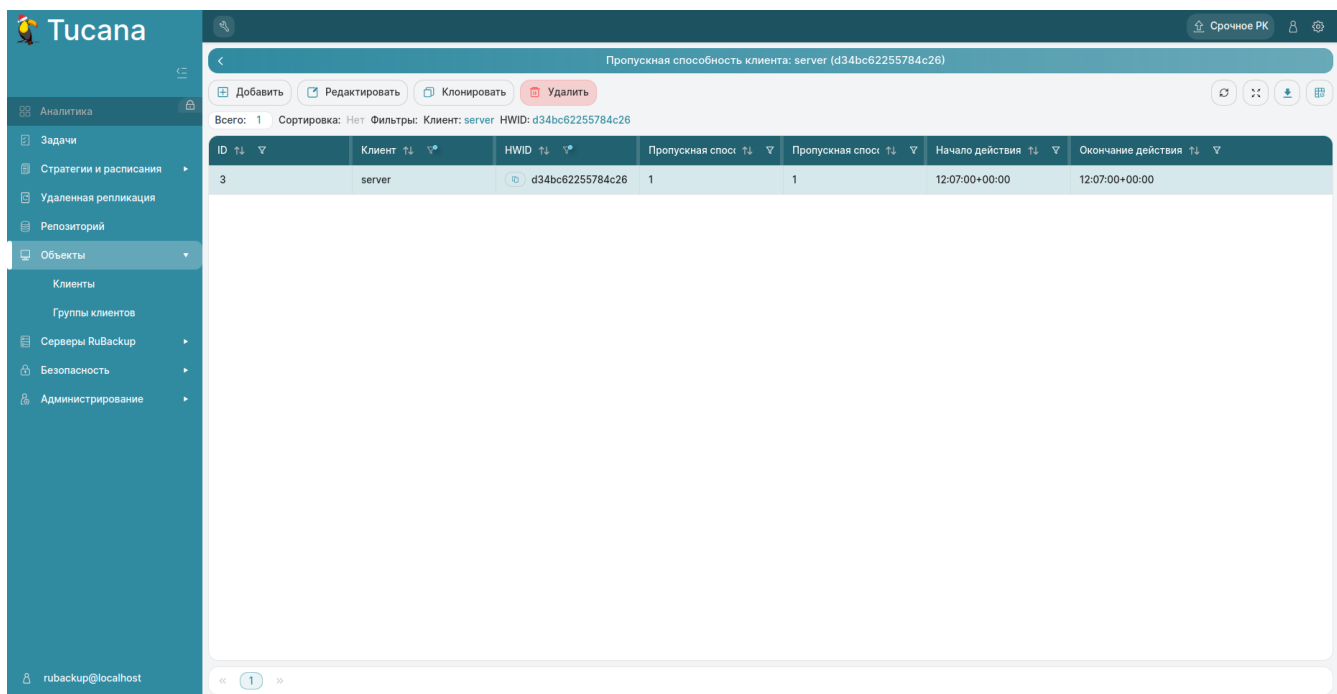 Tucana
Срочное РК
Пропускная способность клиента: server (d34bc62255784c26)
Добавить Редактировать Клонировать Удалить
Всего: 1 Сортировка: Нет Фильтры: Клиент: server HWID: d34bc62255784c26
ID Клиент HWID Пропускная спосо Пропускная спосо Начало действия Окончание действия
3 server d34bc62255784c26 1 1 12:07:00+00:00 12:07:00+00:00
Аналитика
Задачи
Стратегии и расписания
Удаленная репликация
Репозиторий
Объекты
Клиенты
Группы клиентов
Серверы RuBackup
Безопасность
Администрирование
rubackup@localhost
« 1 »